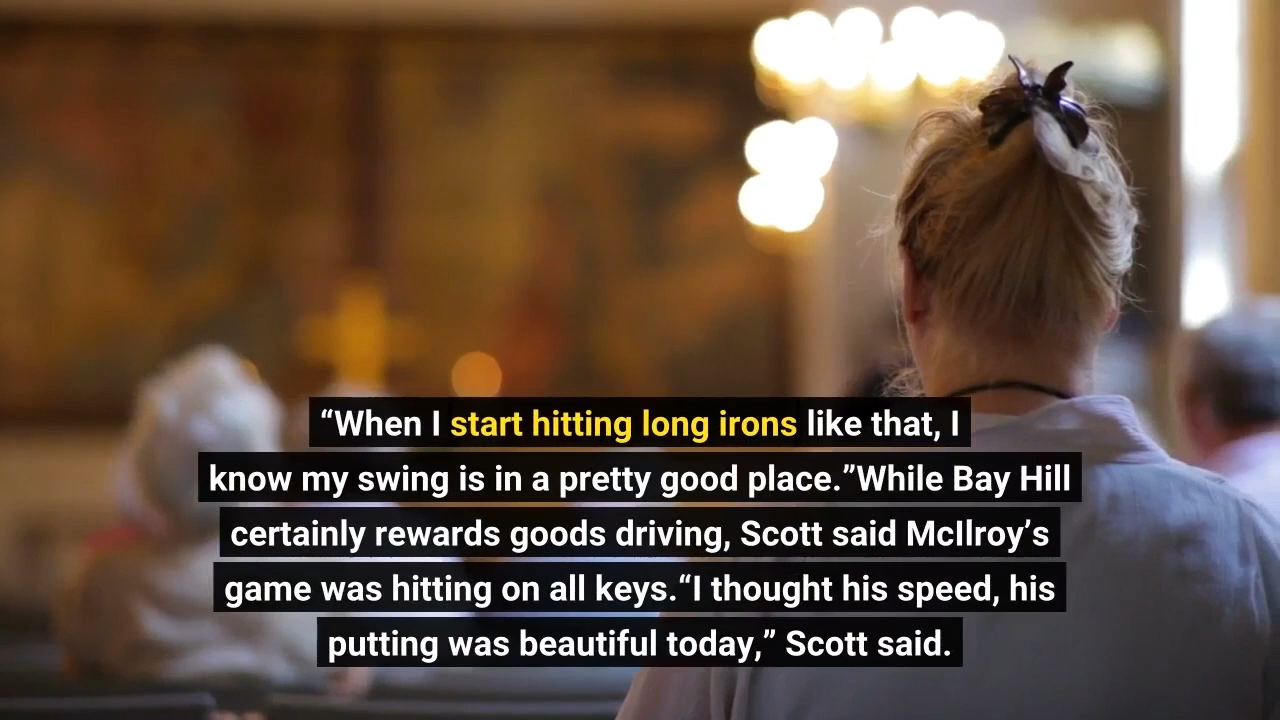 “When I start hitting long irons like that, I
know my swing is in a pretty good place.”While Bay Hill
certainly rewards goods driving, Scott said McIlroy’s
game was hitting on all keys.“I thought his speed, his
putting was beautiful today,” Scott said.